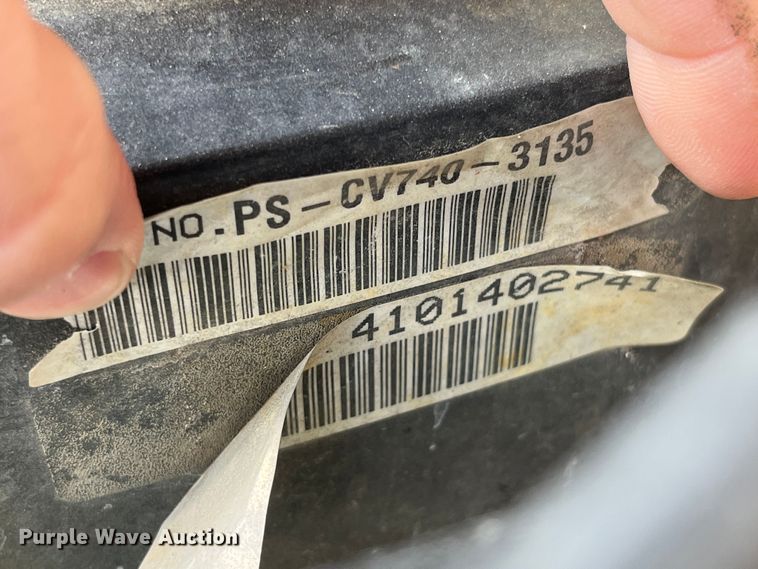 NO. PS-CV740-3135
4101402741
Purple Wave Auction